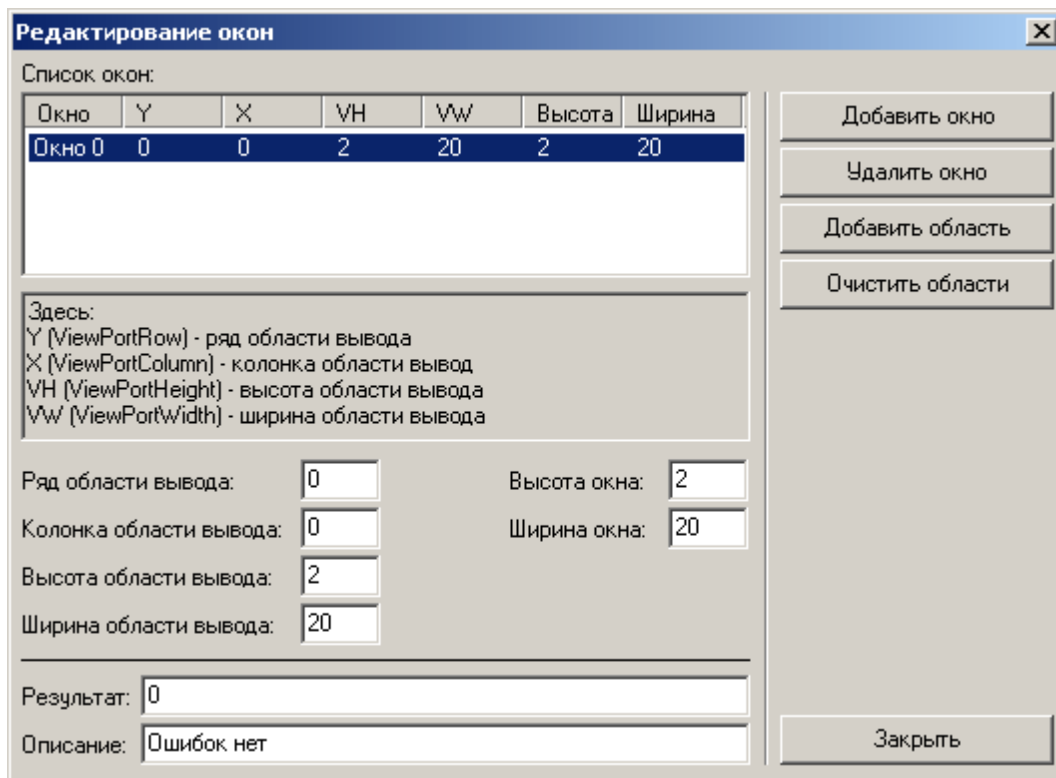 Редактирование окон
Список окон:
Окно Y X VH VW Высота Ширина
Окно 0 0 0 2 20 2 20
Добавить окно
Удалить окно
Добавить область
Очистить области
Здесь:
Y (ViewPortRow) - ряд области вывода
X (ViewPortColumn) - колонка области вывод
VH (ViewPortHeight) - высота области вывода
VW (ViewPortWidth) - ширина области вывода
Ряд области вывода: 0 Высота окна: 2
Колонка области вывода: 0 Ширина окна: 20
Высота области вывода: 2
Ширина области вывода: 20
Результат: 0
Описание: Ошибок нет
Закрыть